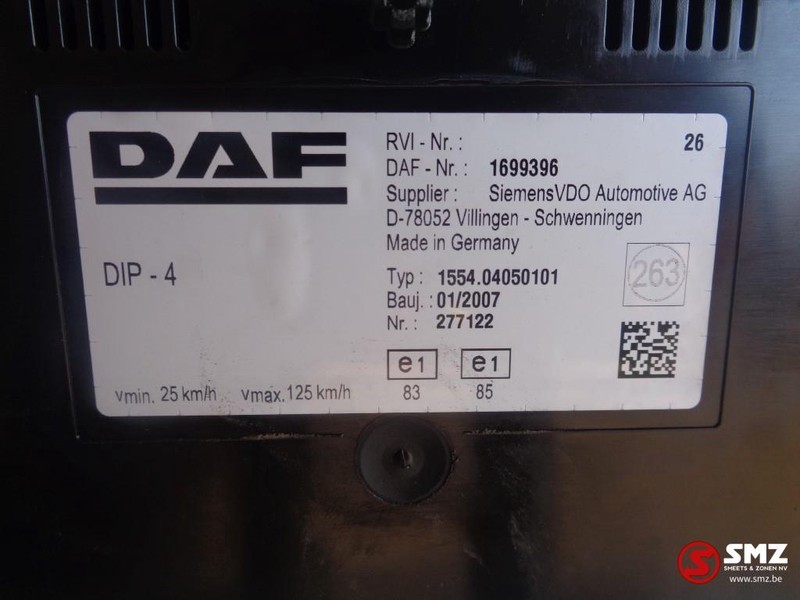 DAF
RVI - Nr. : 26
DAF - Nr. : 1699396
Supplier : SiemensVDO Automotive AG
D-78052 Villingen - Schwenningen
Made in Germany
DIP - 4
Typ : 1554.04050101
263
Bauj. : 01/2007
Nr. : 277122
e1 e1
vmin. 25 km/h vmax. 125 km/h 83 85
SMZ
SMEETS & ZONEN NV
www.smz.be